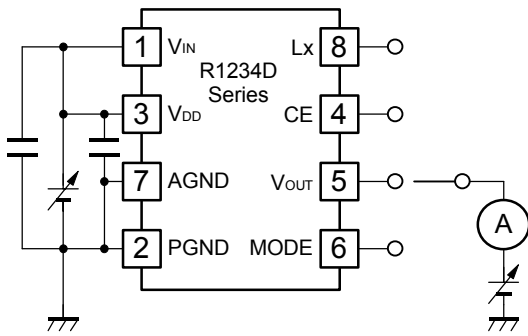 1 VIN Lx 8
R1234D
Series
3 VDD CE 4
7 AGND VOUT 5
A
2 PGND MODE 6